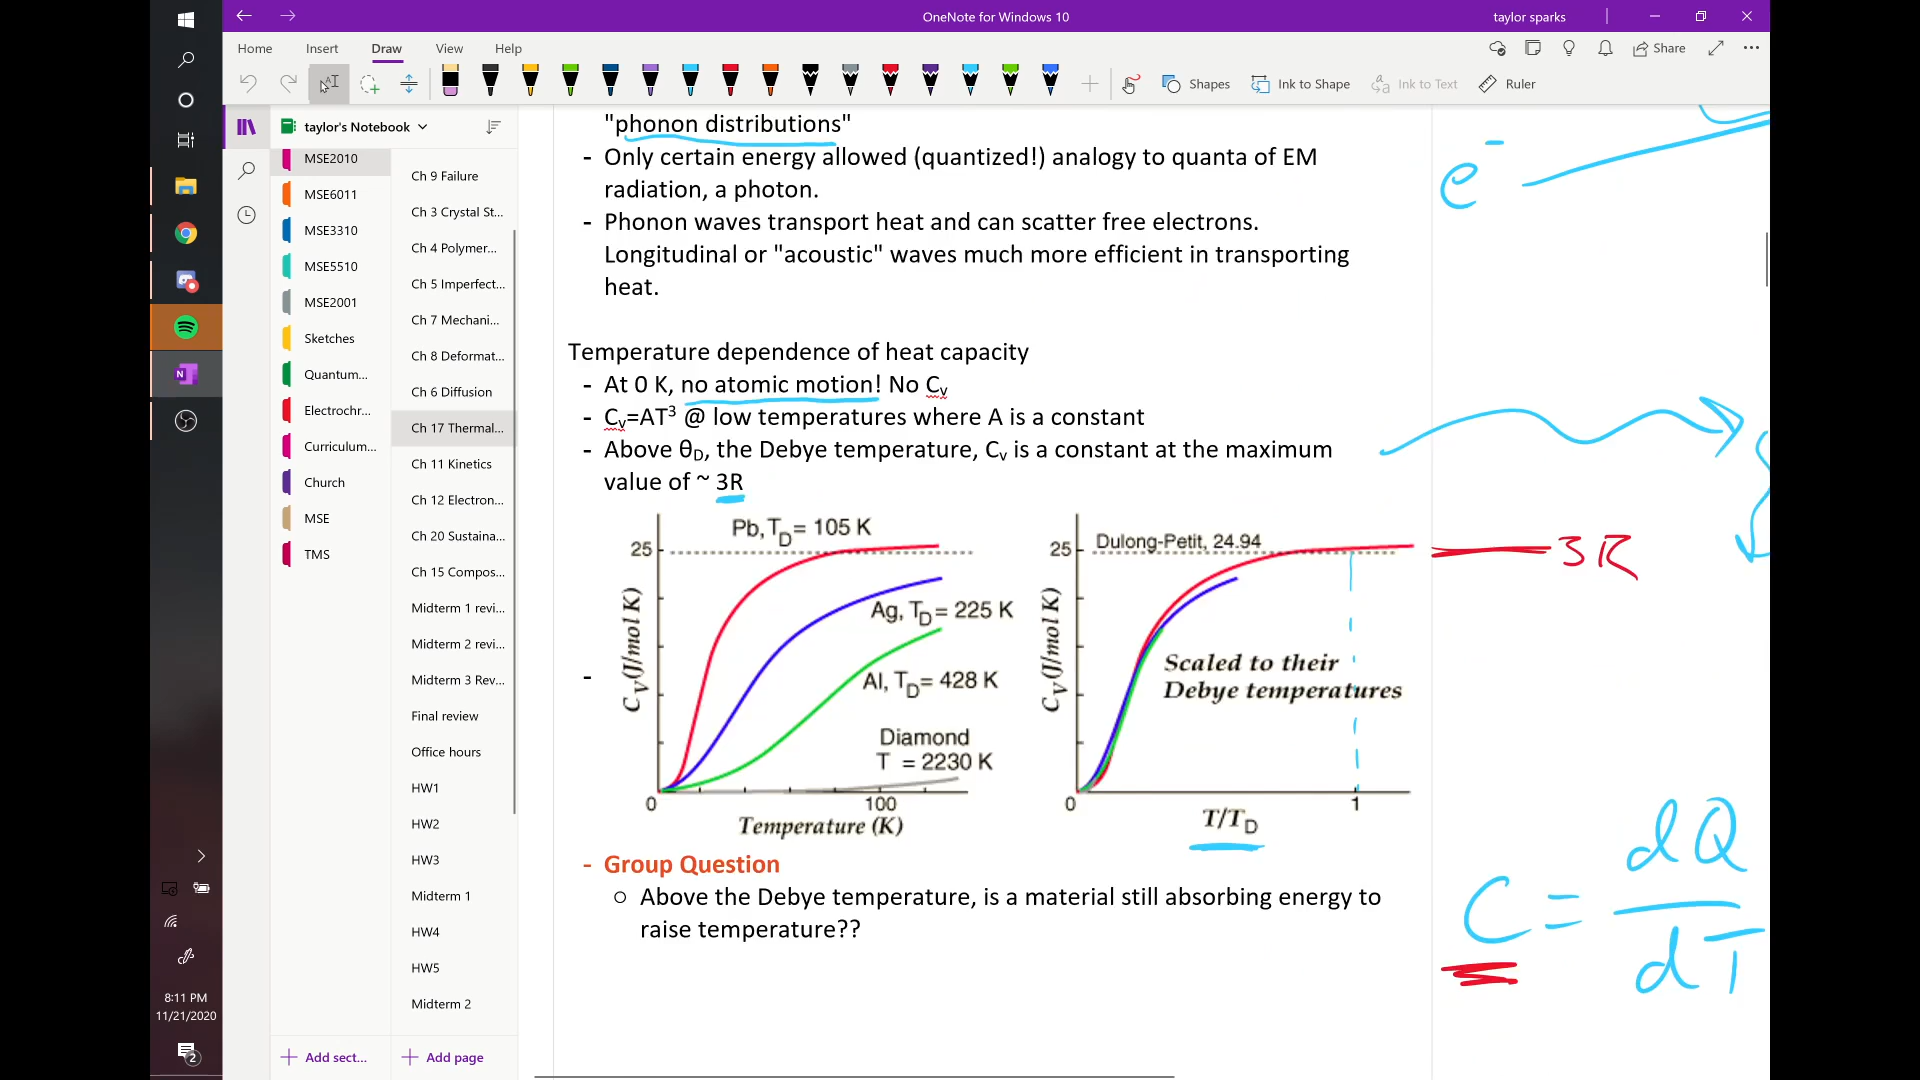 OneNote for Windows 10
taylor sparks
Home Insert Draw View Help
Share
Shapes Ink to Shape Ink to Text Ruler
taylor's Notebook
MSE2010
MSE6011
MSE3310
MSE5510
MSE2001
Sketches
Quantum...
Electrochr...
Curriculum...
Church
MSE
TMS
Add sect...
Ch 9 Failure
Ch 3 Crystal St...
Ch 4 Polymer...
Ch 5 Imperfect...
Ch 7 Mechani...
Ch 8 Deformat...
Ch 6 Diffusion
Ch 17 Thermal...
Ch 11 Kinetics
Ch 12 Electron...
Ch 20 Sustaina...
Ch 15 Compos...
Midterm 1 revi...
Midterm 2 revi...
Midterm 3 Rev...
Final review
Office hours
HW1
HW2
HW3
Midterm 1
HW4
HW5
Midterm 2
Add page
"phonon distributions"
- Only certain energy allowed (quantized!) analogy to quanta of EM
radiation, a photon.
- Phonon waves transport heat and can scatter free electrons.
Longitudinal or "acoustic" waves much more efficient in transporting
heat.
e⁻
Temperature dependence of heat capacity
- At 0 K, no atomic motion! No Cv
- Cv=AT³ @ low temperatures where A is a constant
- Above θD, the Debye temperature, Cv is a constant at the maximum
value of ~ 3R
-
Pb, TD = 105 K
25
Ag, TD = 225 K
Al, TD = 428 K
Diamond
T = 2230 K
CV (J/mol K)
0 100
Temperature (K)
Dulong-Petit, 24.94
25
Scaled to their
Debye temperatures
CV (J/mol K)
0 1
T/TD
3R
- Group Question
○ Above the Debye temperature, is a material still absorbing energy to
raise temperature??
C = dQ
dT
8:11 PM
11/21/2020
2